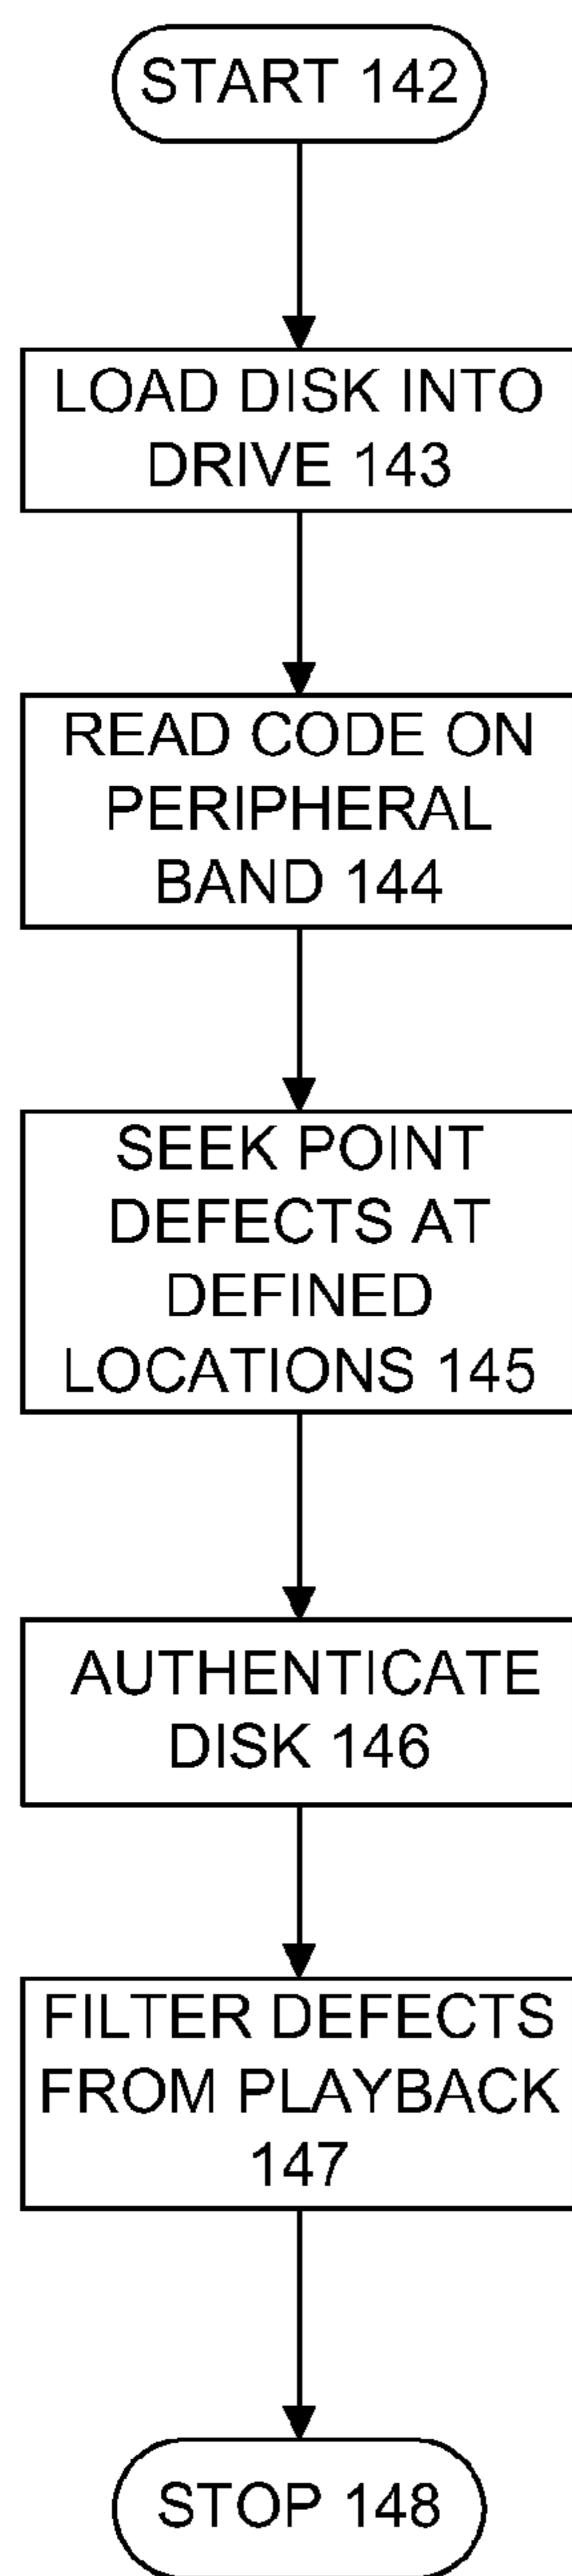 START 142
LOAD DISK INTO
DRIVE 143
READ CODE ON
PERIPHERAL
BAND 144
SEEK POINT
DEFECTS AT
DEFINED
LOCATIONS 145
AUTHENTICATE
DISK 146
FILTER DEFECTS
FROM PLAYBACK
147
STOP 148